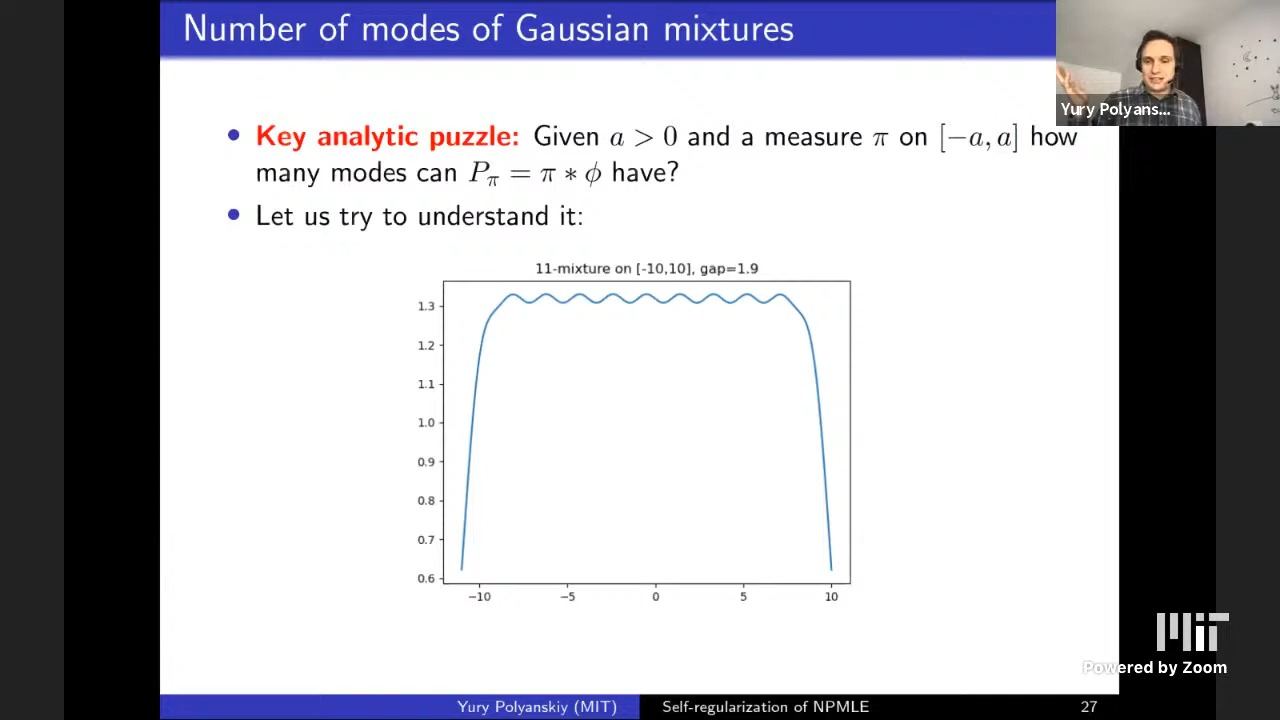 Number of modes of Gaussian mixtures
Yury Polyans...
• Key analytic puzzle: Given a > 0 and a measure π on [−a, a] how
many modes can Pπ = π ∗ ϕ have?
• Let us try to understand it:
11-mixture on [-10,10], gap=1.9
1.3
1.2
1.1
1.0
0.9
0.8
0.7
0.6
−10 −5 0 5 10
MIT
Powered by Zoom
Yury Polyanskiy (MIT) Self-regularization of NPMLE 27